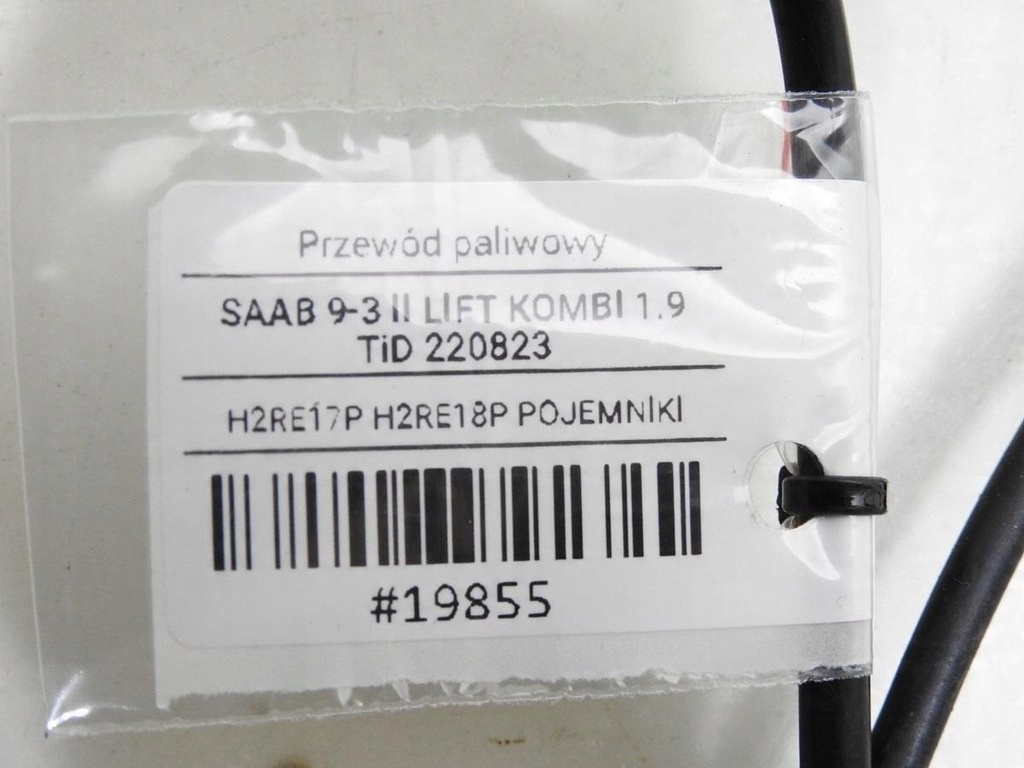 Przewód paliwowy
SAAB 9-3 II LIFT KOMBI 1.9
TiD 220823
H2RE17P H2RE18P POJEMNIKI
#19855